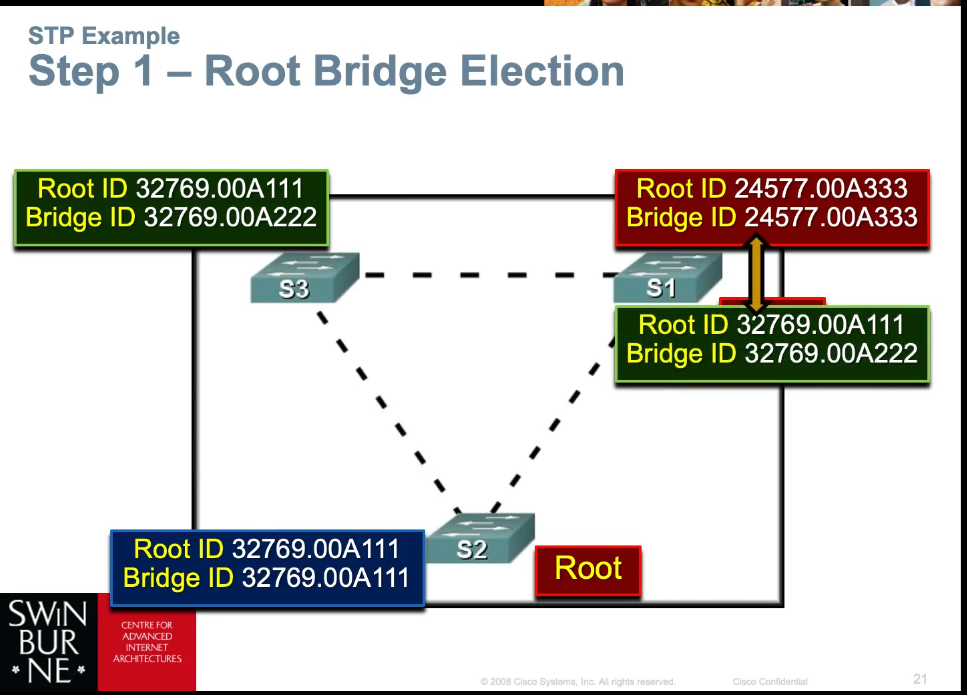 STP Example
Step 1 – Root Bridge Election
Root ID 32769.00A111
Bridge ID 32769.00A222
Root ID 24577.00A333
Bridge ID 24577.00A333
S3
S1
Root ID 32769.00A111
Bridge ID 32769.00A222
S2
Root ID 32769.00A111
Bridge ID 32769.00A111
Root
SWiN
BUR
* NE *
CENTRE FOR
ADVANCED
INTERNET
ARCHITECTURES
© 2008 Cisco Systems, Inc. All rights reserved.
Cisco Confidential
21